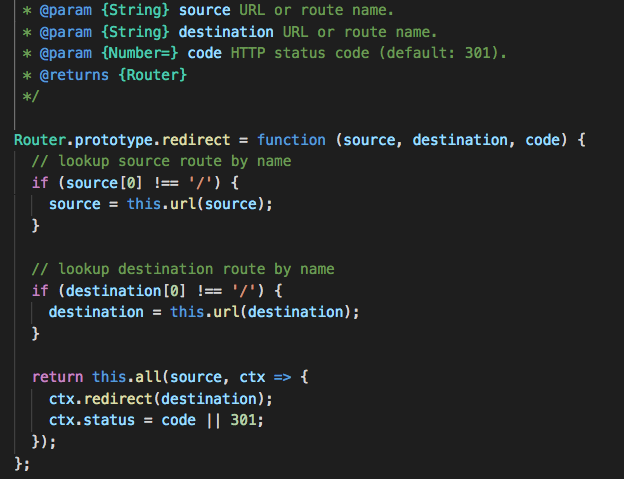 * @param {String} source URL or route name.
 * @param {String} destination URL or route name.
 * @param {Number=} code HTTP status code (default: 301).
 * @returns {Router}
 */
Router.prototype.redirect = function (source, destination, code) {
  // lookup source route by name
  if (source[0] !== '/') {
    source = this.url(source);
  }
  // lookup destination route by name
  if (destination[0] !== '/') {
    destination = this.url(destination);
  }
  return this.all(source, ctx => {
    ctx.redirect(destination);
    ctx.status = code || 301;
  });
};